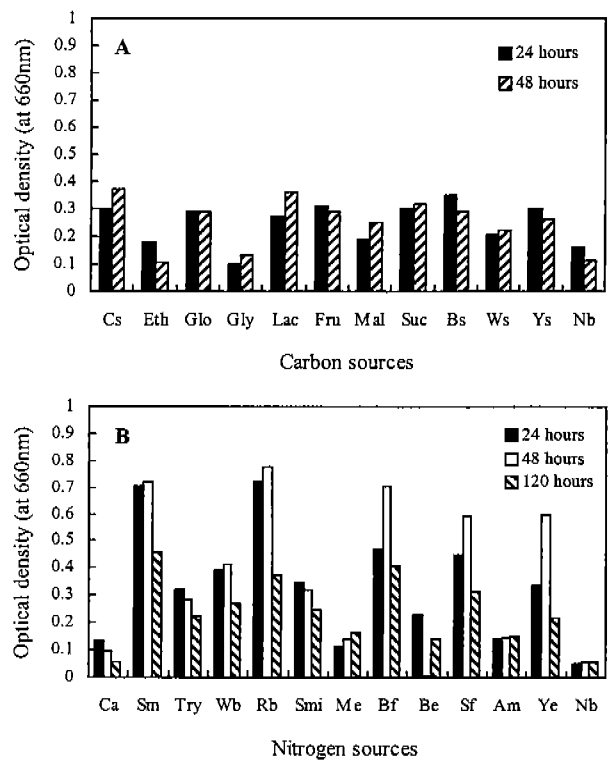 A
24 hours
48 hours
Optical density (at 660nm)
1
0.9
0.8
0.7
0.6
0.5
0.4
0.3
0.2
0.1
0
Cs Eth Glo Gly Lac Fru Mal Suc Bs Ws Ys Nb
Carbon sources
B
24 hours
48 hours
120 hours
Optical density (at 660nm)
1
0.9
0.8
0.7
0.6
0.5
0.4
0.3
0.2
0.1
0
Ca Sm Try Wb Rb Smi Me Bf Be Sf Am Ye Nb
Nitrogen sources